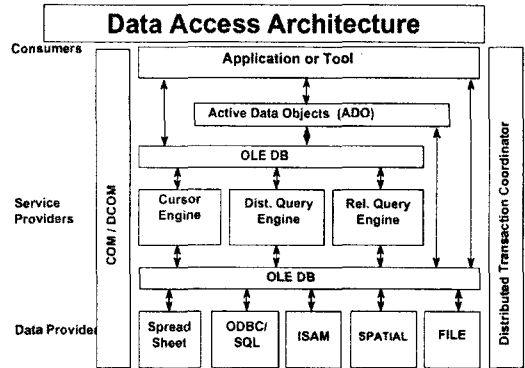 Data Access Architecture
Consumers
Application or Tool
Active Data Objects (ADO)
OLE DB
Service
Providers
Cursor
Engine
Dist. Query
Engine
Rel. Query
Engine
OLE DB
Data Provider
Spread
Sheet
ODBC/
SQL
ISAM
SPATIAL
FILE
COM / DCOM
Distributed Transaction Coordinator